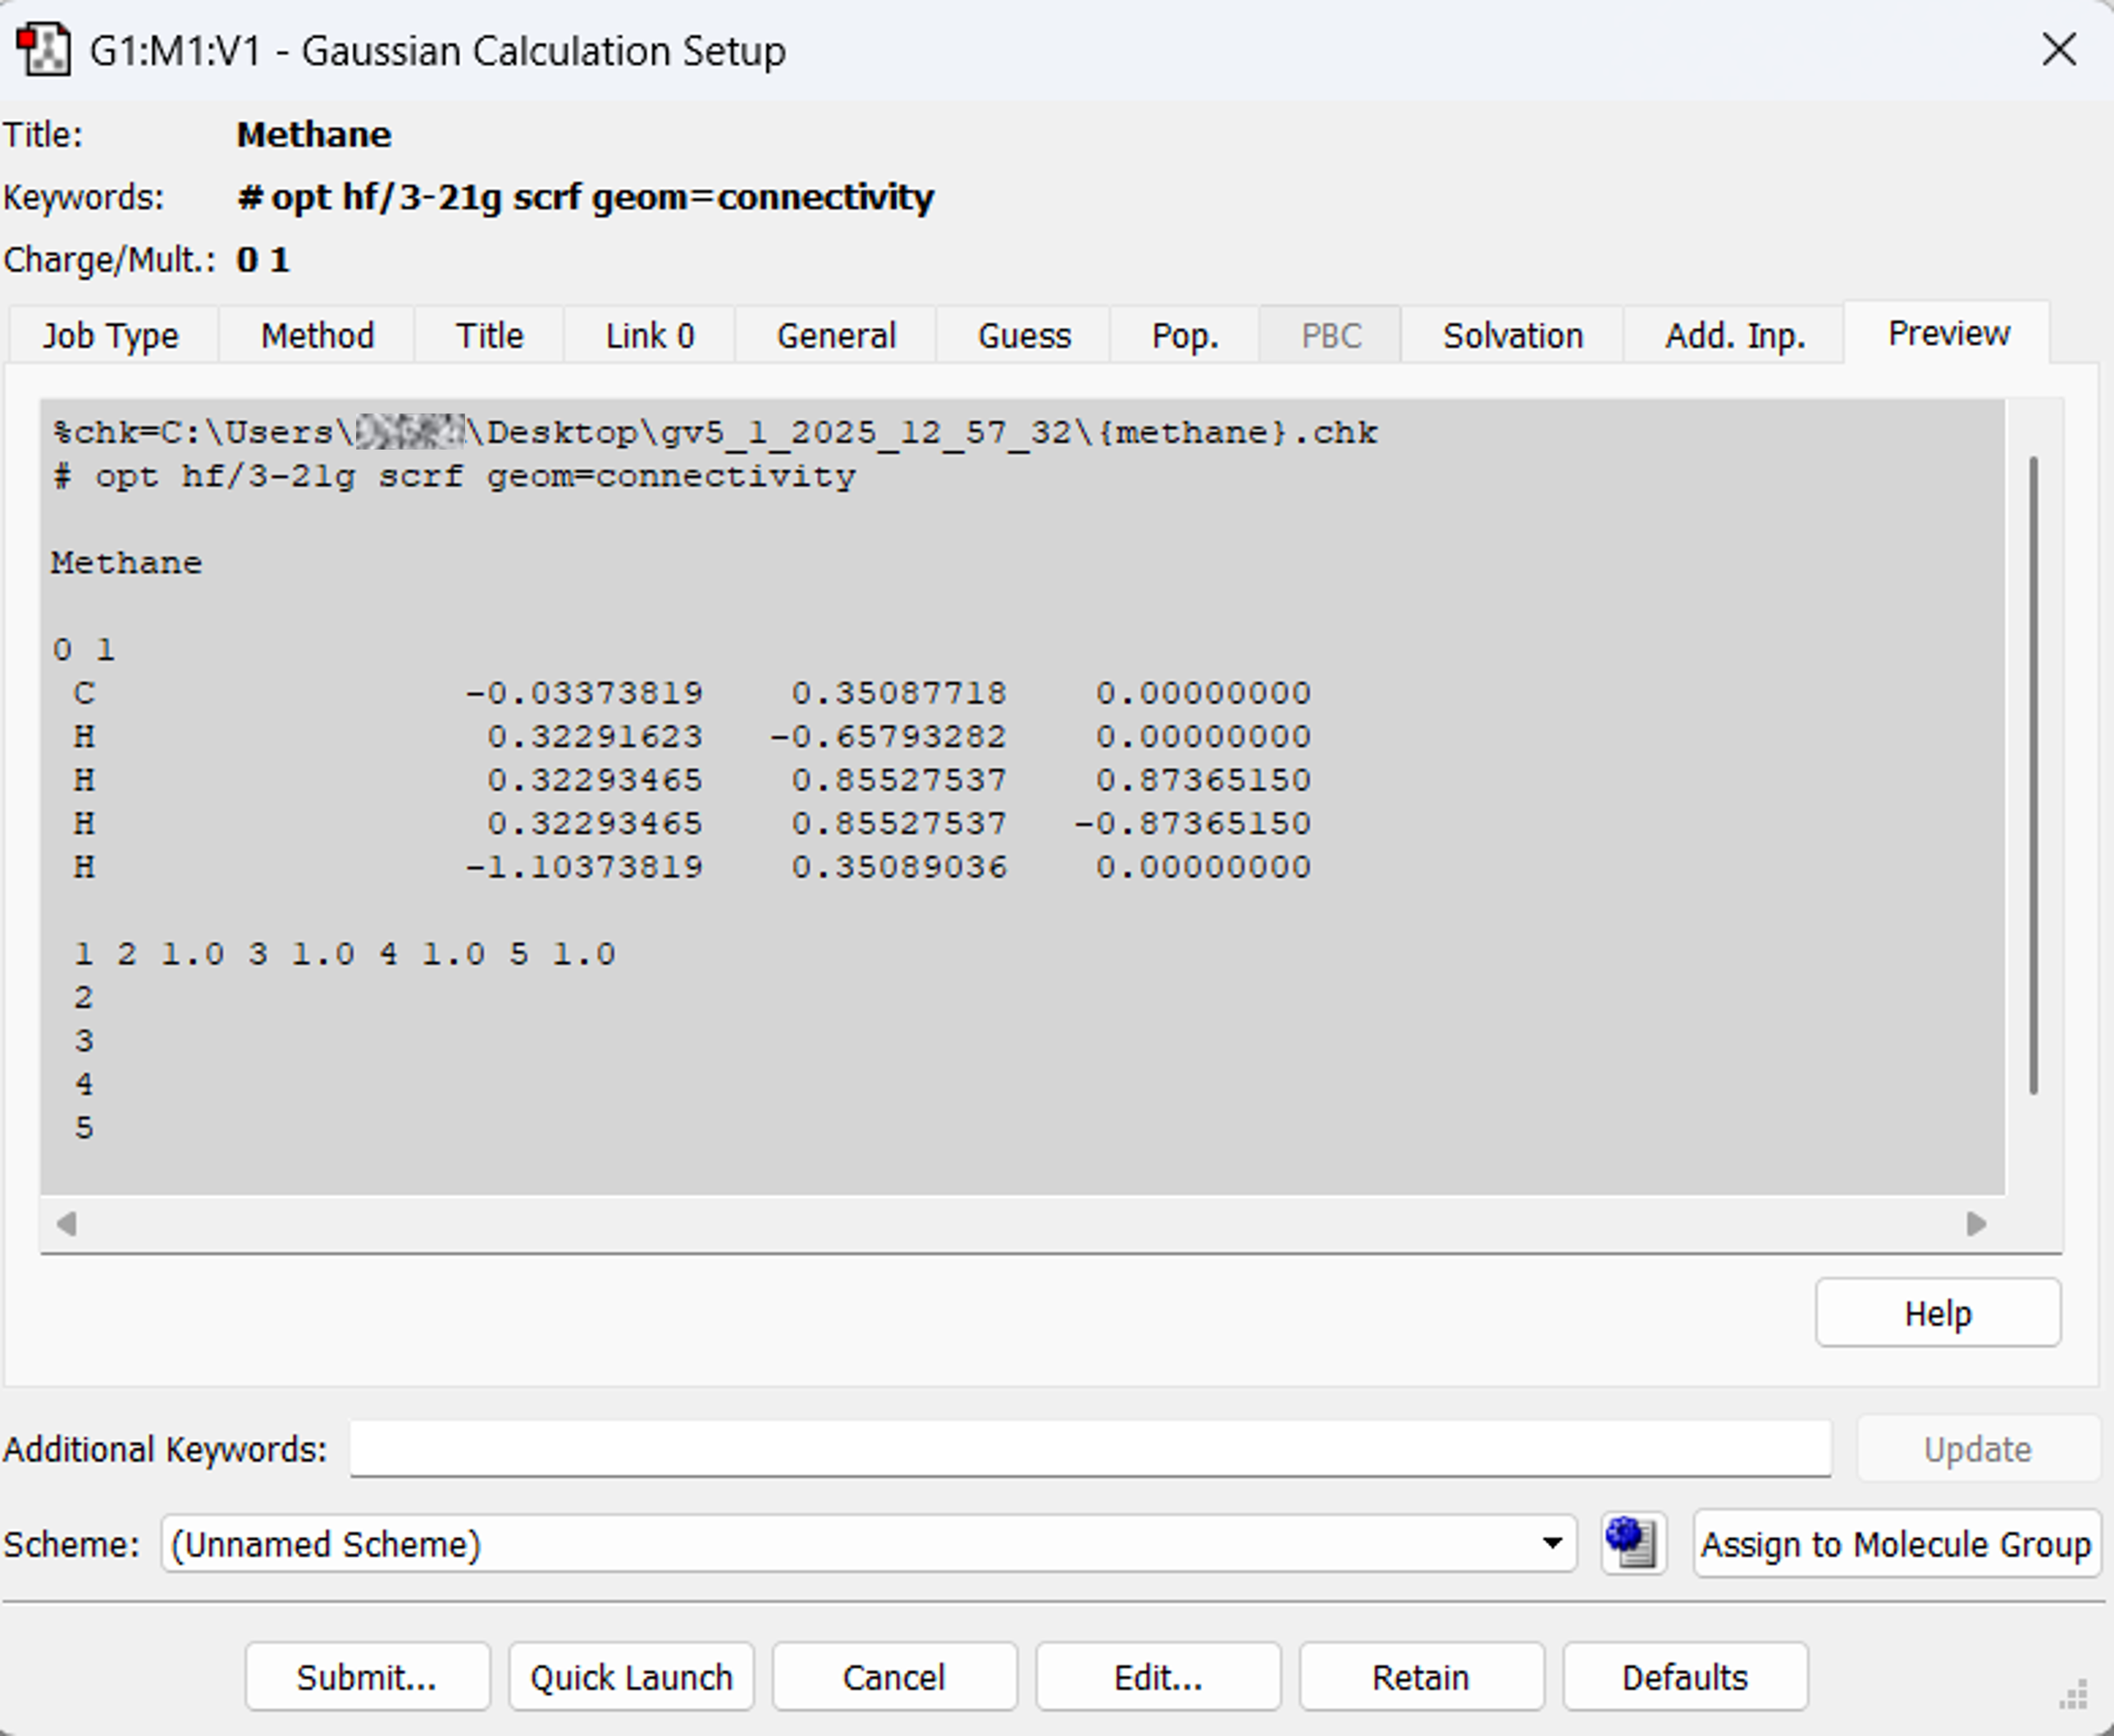 G1:M1:V1 - Gaussian Calculation Setup
Title: Methane
Keywords: # opt hf/3-21g scrf geom=connectivity
Charge/Mult.: 0 1
Job Type Method Title Link 0 General Guess Pop. PBC Solvation Add. Inp. Preview
%chk=C:\Users\ \Desktop\gv5_1_2025_12_57_32\{methane}.chk
# opt hf/3-21g scrf geom=connectivity
Methane
0 1
C -0.03373819 0.35087718 0.00000000
H 0.32291623 -0.65793282 0.00000000
H 0.32293465 0.85527537 0.87365150
H 0.32293465 0.85527537 -0.87365150
H -1.10373819 0.35089036 0.00000000
1 2 1.0 3 1.0 4 1.0 5 1.0
2
3
4
5
Help
Additional Keywords: Update
Scheme: (Unnamed Scheme) Assign to Molecule Group
Submit... Quick Launch Cancel Edit... Retain Defaults